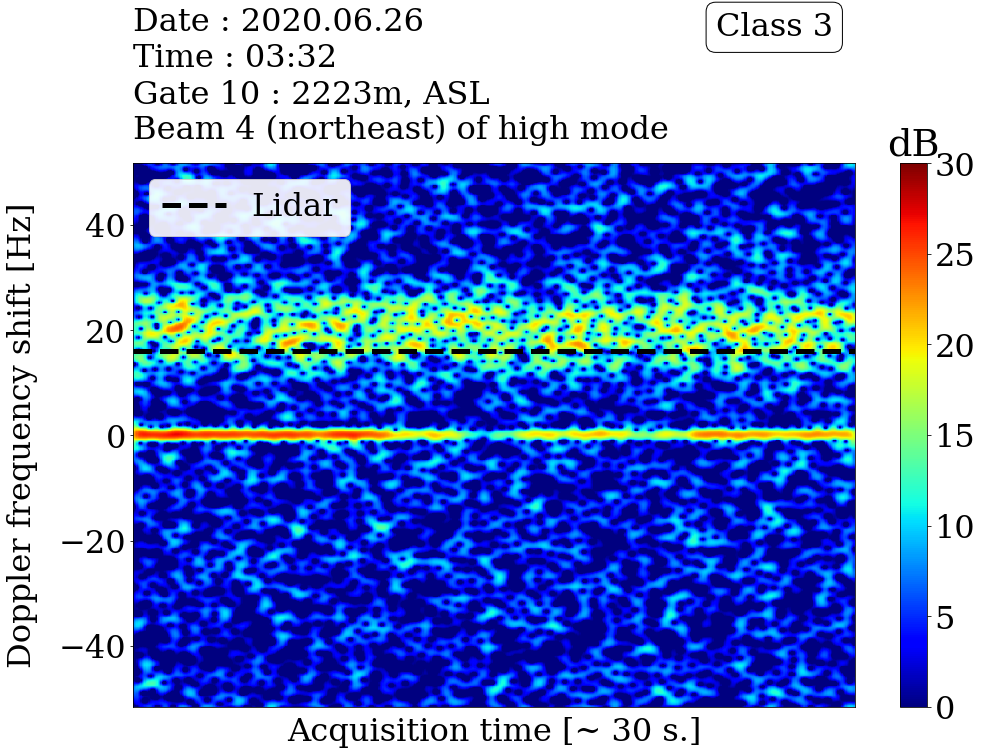 Date : 2020.06.26
Class 3
Time : 03:32
Gate 10 : 2223m, ASL
Beam 4 (northeast) of high mode
dB
Lidar
Doppler frequency shift [Hz]
40
20
0
−20
−40
30
25
20
15
10
5
0
Acquisition time [~ 30 s.]